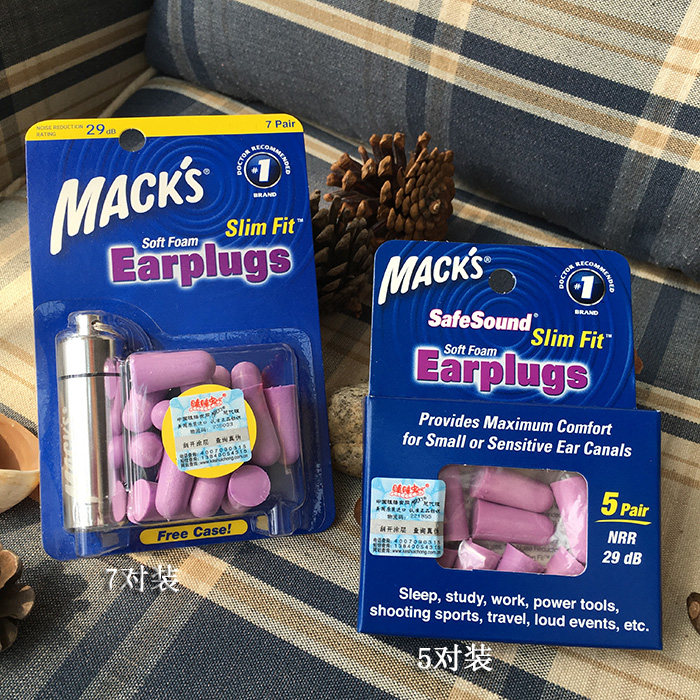 NOISE REDUCTION RATING 29 dB
7 Pair
DOCTOR RECOMMENDED
#1
BRAND
MACK'S
Slim Fit™
Soft Foam
Earplugs
Free Case!
7对装
MACK'S®
DOCTOR RECOMMENDED
#1
BRAND
SafeSound®
Slim Fit™
Soft Foam
Earplugs
Provides Maximum Comfort
for Small or Sensitive Ear Canals
5 Pair
NRR
29 dB
Sleep, study, work, power tools,
shooting sports, travel, loud events, etc.
5对装